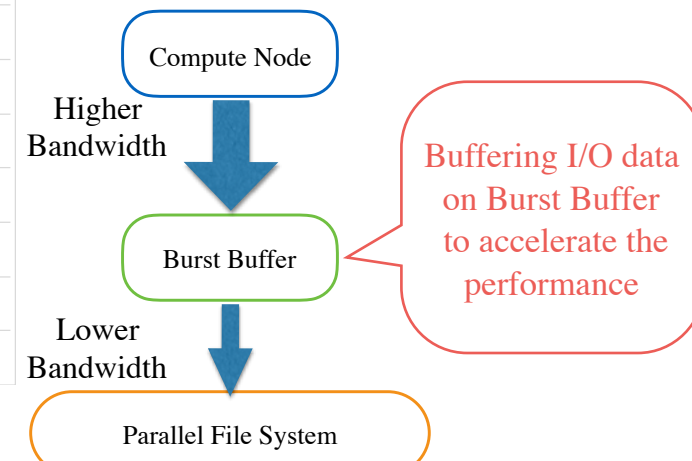 Compute Node
Higher
Bandwidth
Buffering I/O data
on Burst Buffer
to accelerate the
performance
Burst Buffer
Lower
Bandwidth
Parallel File System